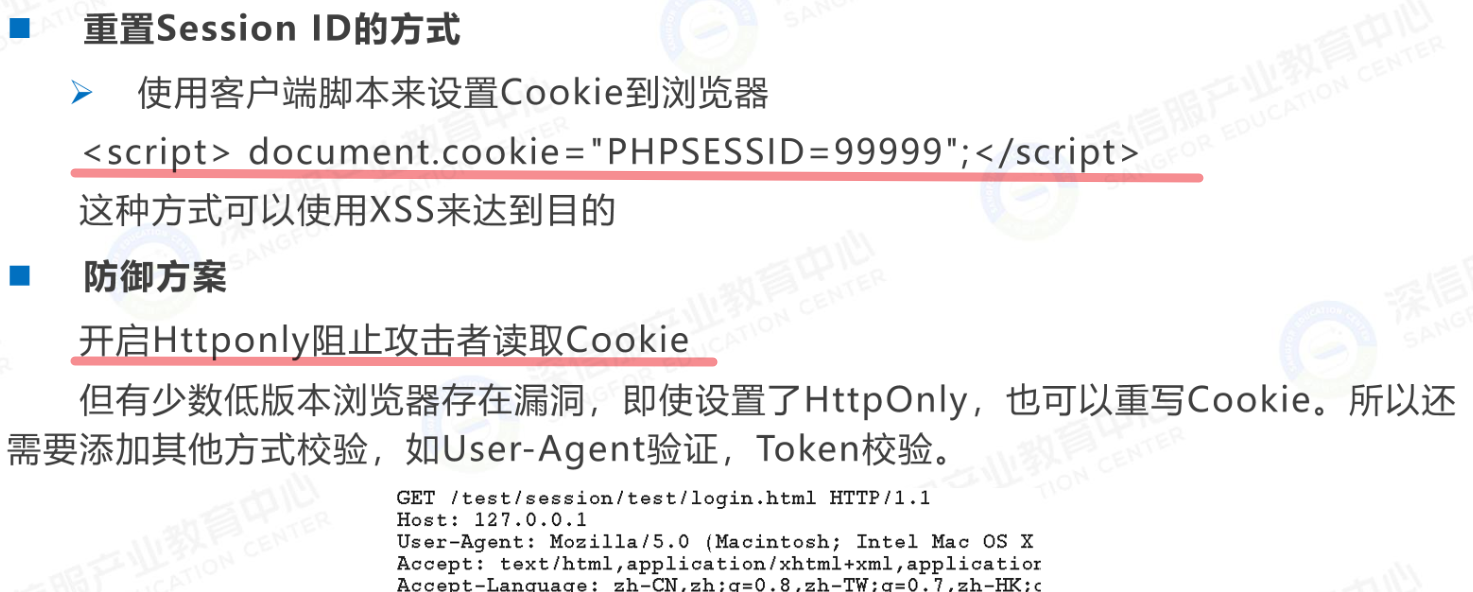 重置Session ID的方式
使用客户端脚本来设置Cookie到浏览器
<script> document.cookie="PHPSESSID=99999";</script>
这种方式可以使用XSS来达到目的
防御方案
开启Httponly阻止攻击者读取Cookie
但有少数低版本浏览器存在漏洞，即使设置了HttpOnly，也可以重写Cookie。所以还
需要添加其他方式校验，如User-Agent验证，Token校验。
GET /test/session/test/login.html HTTP/1.1
Host: 127.0.0.1
User-Agent: Mozilla/5.0 (Macintosh; Intel Mac OS X
Accept: text/html,application/xhtml+xml,application
Accept-Language: zh-CN,zh;q=0.8,zh-TW;q=0.7,zh-HK;
深信服产业教育中心
SANGFOR EDUCATION CENTER